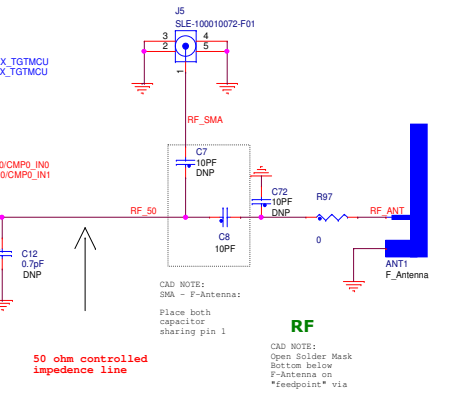 J5
SLE-100010072-F01
3
2
4
5
1
X_TGTMCU
X_TGTMCU
RF_SMA
0/CMP0_IN0
0/CMP0_IN1
C7
10PF
DNP
RF_50
C8
10PF
C72
10PF
DNP
R97
0
RF_ANT
ANT1
F_Antenna
C12
0.7pF
DNP
CAD NOTE:
SMA - F-Antenna:
Place both
capacitor
sharing pin 1
RF
50 ohm controlled
impedence line
CAD NOTE:
Open Solder Mask
Bottom below
F-Antenna on
"feedpoint" via